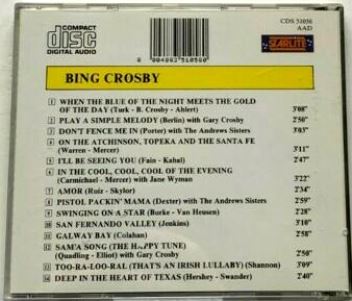 COMPACT
disc
DIGITAL AUDIO
CDS 51058
AAD
STARLITE
BING CROSBY
1 WHEN THE BLUE OF THE NIGHT MEETS THE GOLD
OF THE DAY (Turk - B. Crosby - Ahlert) 3'08"
2 PLAY A SIMPLE MELODY (Berlin) with Gary Crosby 2'50"
3 DON'T FENCE ME IN (Porter) with The Andrews Sisters 3'03"
4 ON THE ATCHINSON, TOPEKA AND THE SANTA FE
(Warren - Mercer) 3'11"
5 I'LL BE SEEING YOU (Fain - Kahal) 2'47"
6 IN THE COOL, COOL, COOL OF THE EVENING
(Carmichael - Mercer) with Jane Wyman 3'22"
7 AMOR (Ruiz - Skylor) 2'34"
8 PISTOL PACKIN' MAMA (Dexter) with The Andrews Sisters 2'59"
9 SWINGING ON A STAR (Burke - Van Heusen) 2'28"
10 SAN FERNANDO VALLEY (Jenkins) 3'10"
11 GALWAY BAY (Colahan) 2'58"
12 SAM'A SONG (THE HAPPY TUNE)
(Quadling - Elliot) with Gary Crosby 2'50"
13 TOO-RA-LOO-RAL (THAT'S AN IRISH LULLABY) (Shannon) 3'09"
14 DEEP IN THE HEART OF TEXAS (Hershey - Swander) 2'40"